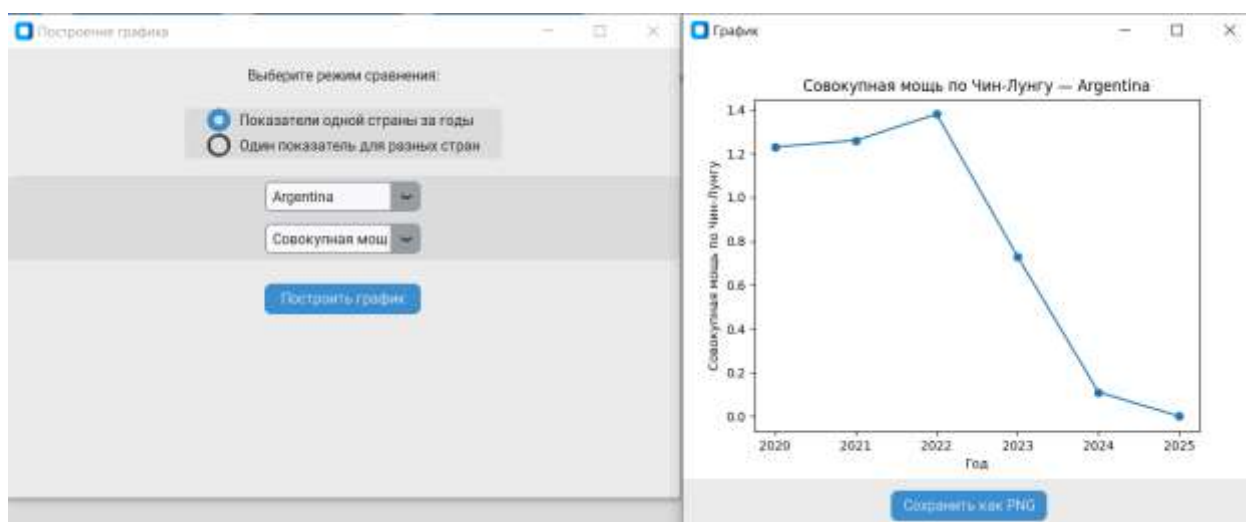 Построение графика
Выберите режим сравнения:
Показатели одной страны за годы
Один показатель для разных стран
Argentina
Совокупная мощ
Построить график
График
Совокупная мощь по Чин-Лунгу — Argentina
Совокупная мощь по Чин-Лунгу
1.4
1.2
1.0
0.8
0.6
0.4
0.2
0.0
2020 2021 2022 2023 2024 2025
Год
Сохранить как PNG